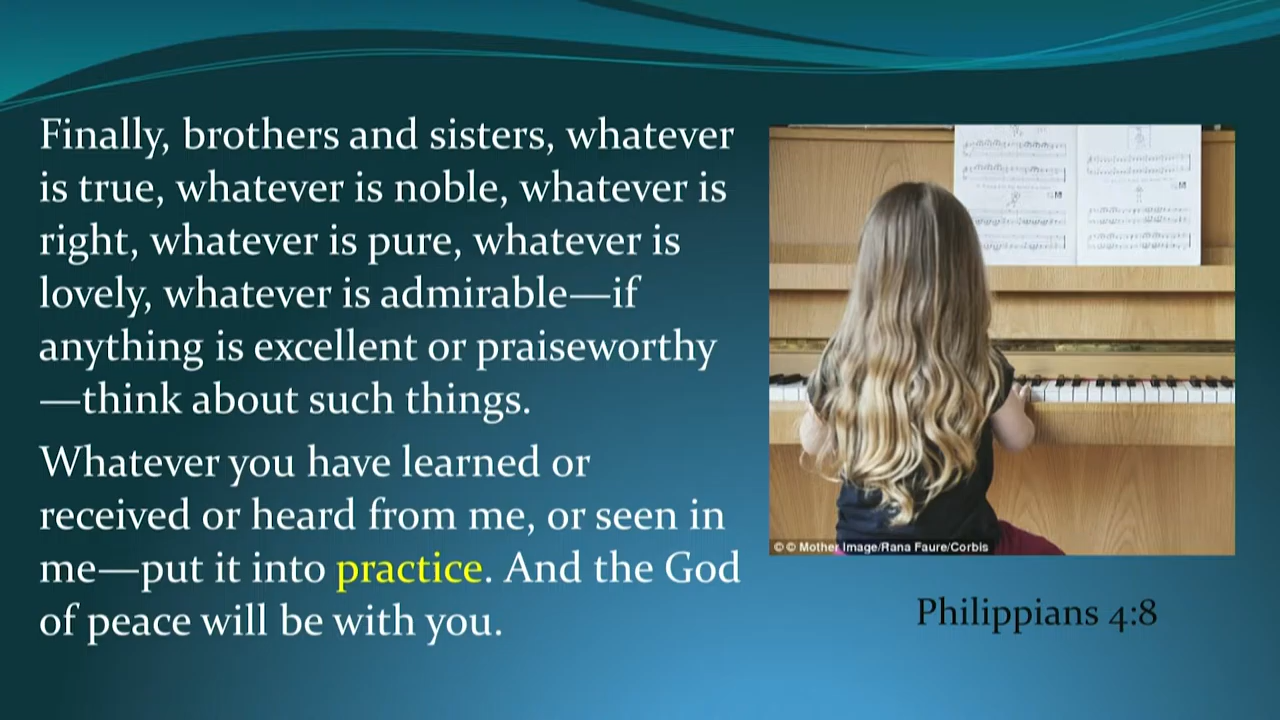 Finally, brothers and sisters, whatever
is true, whatever is noble, whatever is
right, whatever is pure, whatever is
lovely, whatever is admirable—if
anything is excellent or praiseworthy
—think about such things.
Whatever you have learned or
received or heard from me, or seen in
me—put it into practice. And the God
of peace will be with you.
© © Mother Image/Rana Faure/Corbis
Philippians 4:8